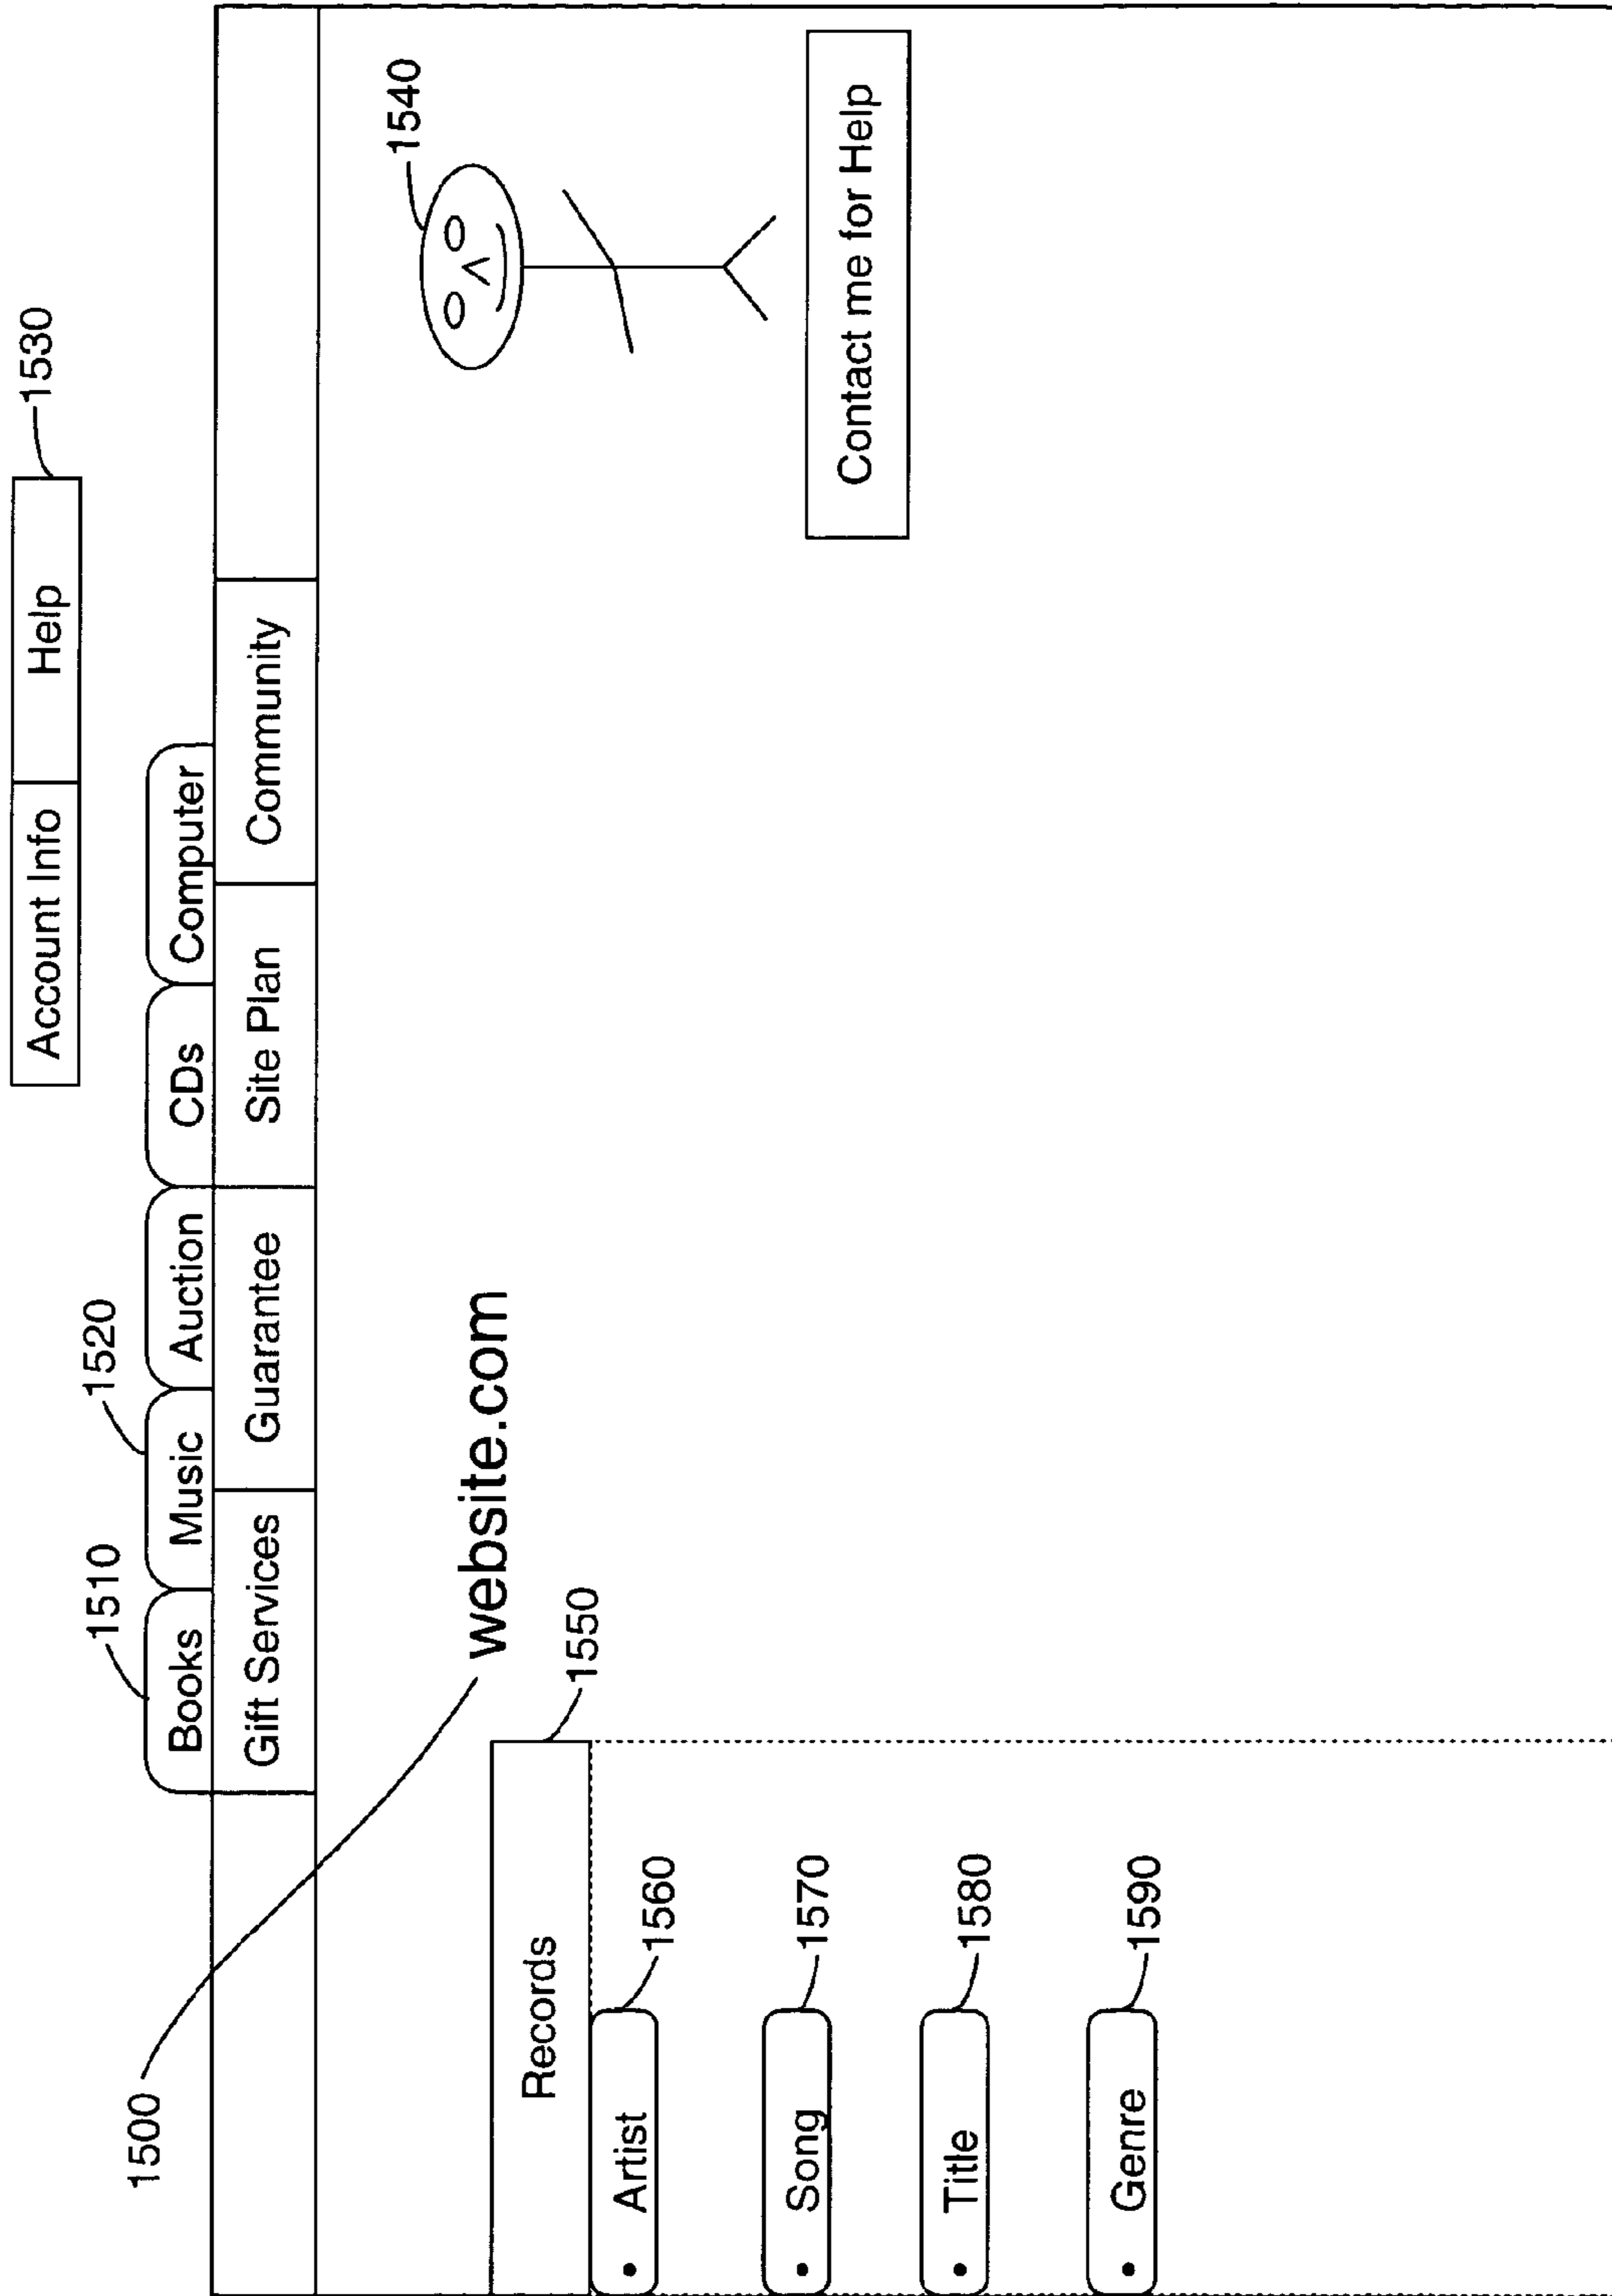 Account Info Help 1530
1510 1520
Books Music Auction CDs Computer
1500
Gift Services Guarantee Site Plan Community
1540
website.com
Records 1550
• Artist 1560
• Song 1570
• Title 1580
• Genre 1590
Contact me for Help